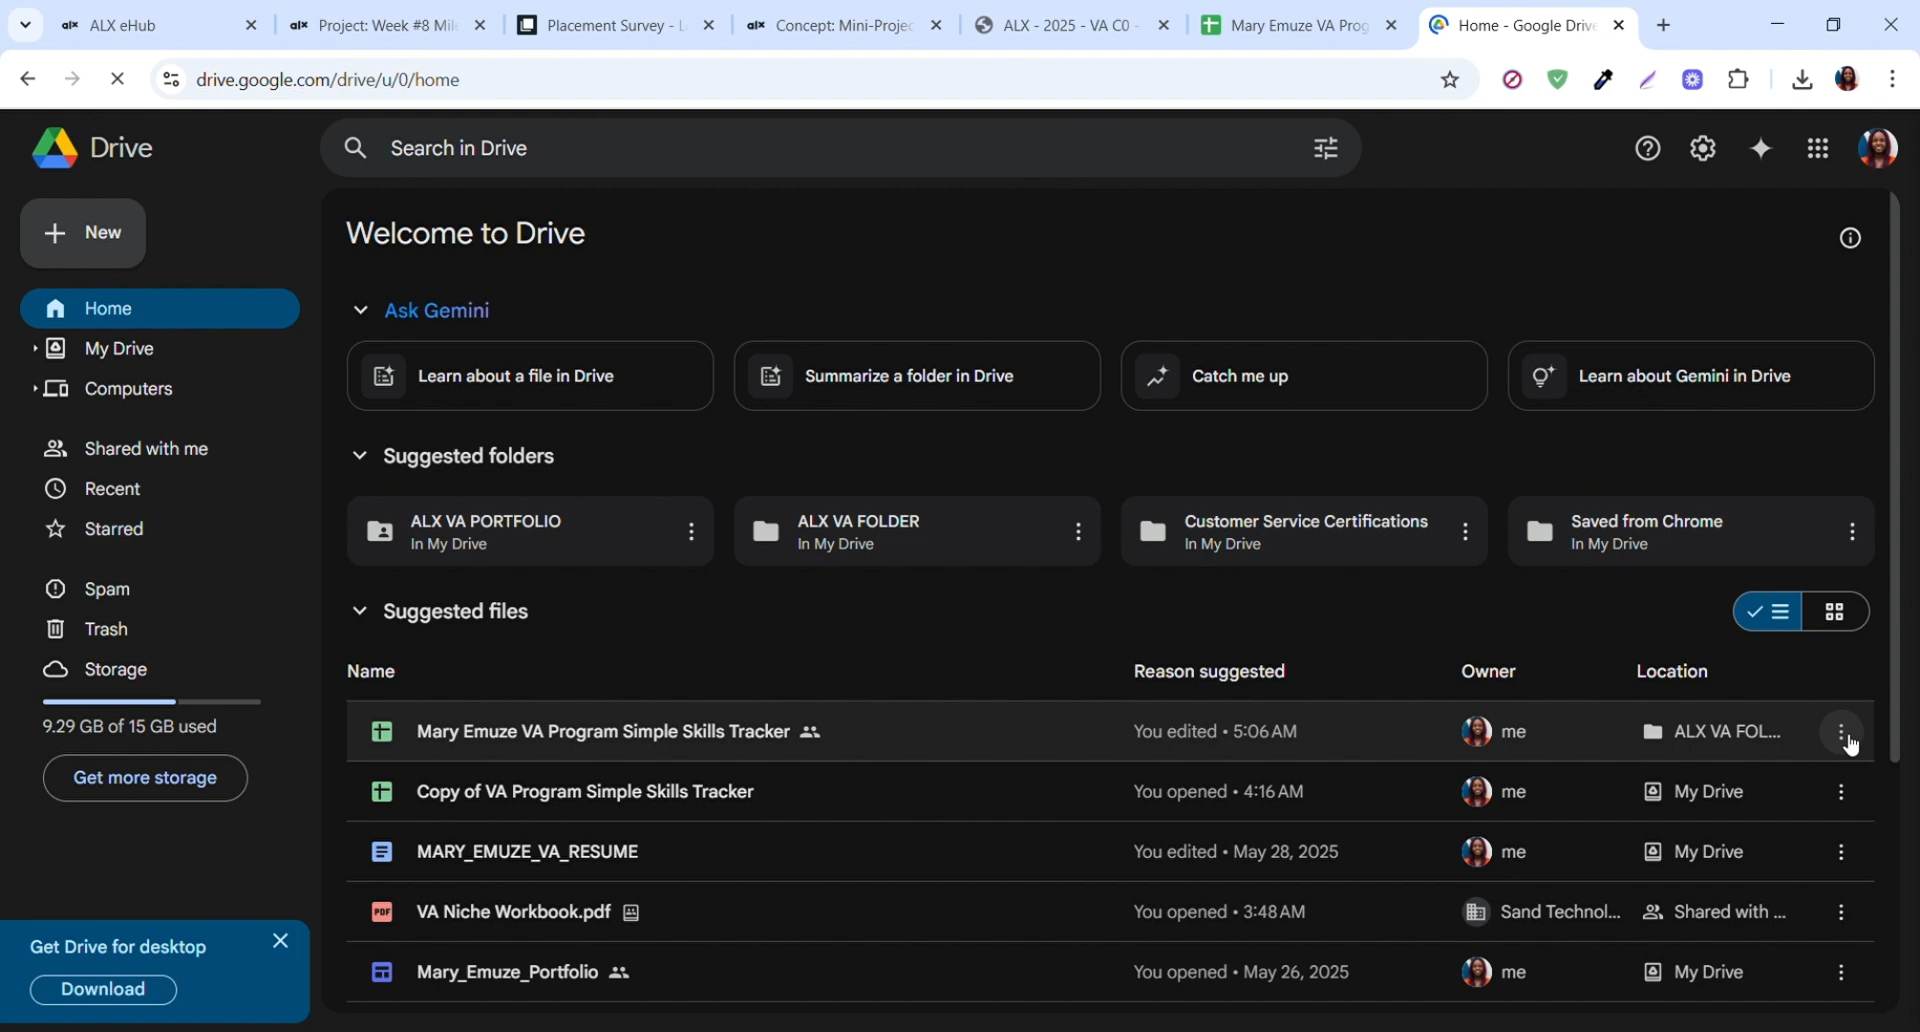 ALX eHub
Project: Week #8 Mil
Placement Survey - L
Concept: Mini-Projec
ALX - 2025 - VA C0 -
Mary Emuze VA Prog
Home - Google Drive
drive.google.com/drive/u/0/home
Drive
Search in Drive
New
Welcome to Drive
Home
My Drive
Computers
Shared with me
Recent
Starred
Spam
Trash
Storage
9.29 GB of 15 GB used
Get more storage
Get Drive for desktop
Download
Ask Gemini
Learn about a file in Drive
Summarize a folder in Drive
Catch me up
Learn about Gemini in Drive
Suggested folders
ALX VA PORTFOLIO
In My Drive
ALX VA FOLDER
In My Drive
Customer Service Certifications
In My Drive
Saved from Chrome
In My Drive
Suggested files
Name Reason suggested Owner Location
Mary Emuze VA Program Simple Skills Tracker You edited • 5:06 AM me ALX VA FOL...
Copy of VA Program Simple Skills Tracker You opened • 4:16 AM me My Drive
MARY_EMUZE_VA_RESUME You edited • May 28, 2025 me My Drive
PDF VA Niche Workbook.pdf You opened • 3:48 AM Sand Technol... Shared with ...
Mary_Emuze_Portfolio You opened • May 26, 2025 me My Drive